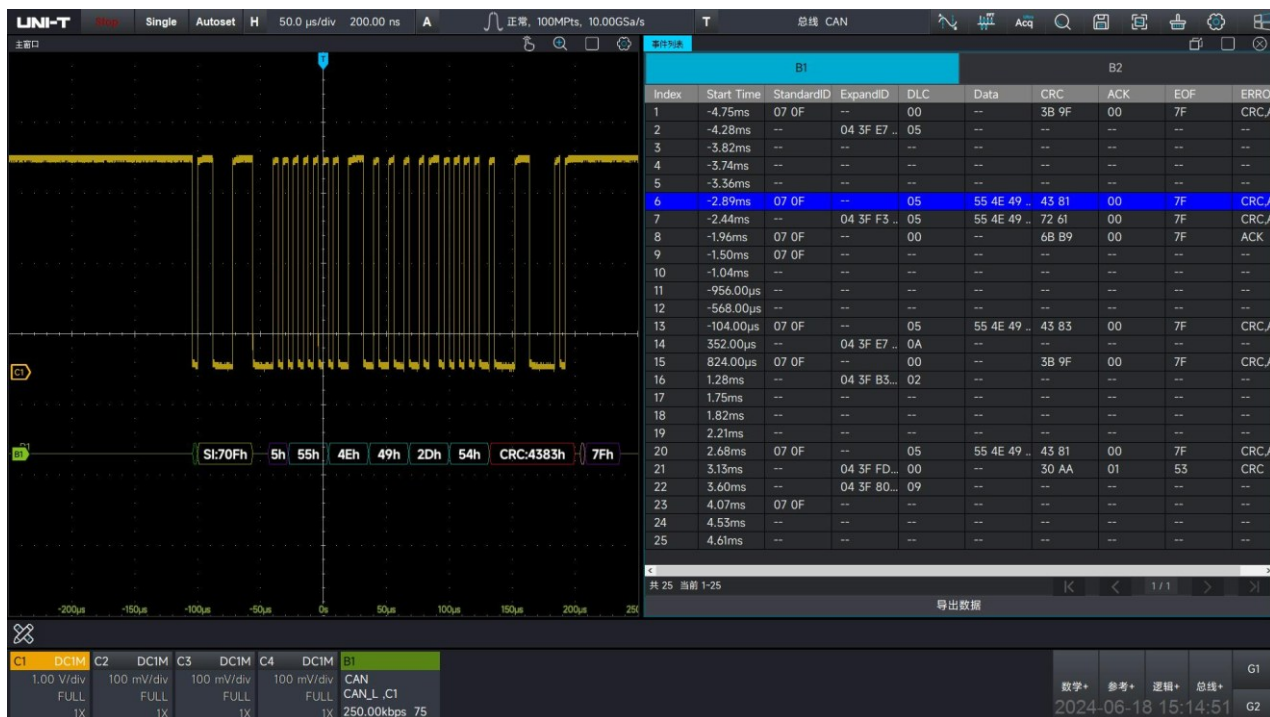 UNI-T Stop Single Autoset H 50.0 μs/div 200.00 ns A 正常, 100MPts, 10.00GSa/s T 总线 CAN Acq
主窗口
T
事件列表
B1 B2
Index Start Time StandardID ExpandID DLC Data CRC ACK EOF ERRO
1 -4.75ms 07 0F -- 00 -- 3B 9F 00 7F CRC,A
2 -4.28ms -- 04 3F E7 .. 05 -- -- -- -- --
3 -3.82ms -- -- -- -- -- -- -- --
4 -3.74ms -- -- -- -- -- -- -- --
5 -3.36ms -- -- -- -- -- -- -- --
6 -2.89ms 07 0F -- 05 55 4E 49 .. 43 81 00 7F CRC,A
7 -2.44ms -- 04 3F F3 .. 05 55 4E 49 .. 72 61 00 7F CRC,A
8 -1.96ms 07 0F -- 00 -- 6B B9 00 7F ACK
9 -1.50ms 07 0F -- -- -- -- -- -- --
10 -1.04ms -- -- -- -- -- -- -- --
11 -956.00μs -- -- -- -- -- -- -- --
12 -568.00μs -- -- -- -- -- -- -- --
13 -104.00μs 07 0F -- 05 55 4E 49 .. 43 83 00 7F CRC,A
14 352.00μs -- 04 3F E7 .. 0A -- -- -- -- --
15 824.00μs 07 0F -- 00 -- 3B 9F 00 7F CRC,A
16 1.28ms -- 04 3F B3... 02 -- -- -- -- --
17 1.75ms -- -- -- -- -- -- -- --
18 1.82ms -- -- -- -- -- -- -- --
19 2.21ms -- -- -- -- -- -- -- --
20 2.68ms 07 0F -- 05 55 4E 49 .. 43 81 00 7F CRC,A
21 3.13ms -- 04 3F FD... 00 -- 30 AA 01 53 CRC
22 3.60ms -- 04 3F 80... 09 -- -- -- -- --
23 4.07ms 07 0F -- -- -- -- -- -- --
24 4.53ms -- -- -- -- -- -- -- --
25 4.61ms -- -- -- -- -- -- -- --
共 25 当前 1-25 1/1
导出数据
C1
B1 SI:70Fh 5h 55h 4Eh 49h 2Dh 54h CRC:4383h 7Fh
-200μs -150μs -100μs -50μs 0s 50μs 100μs 150μs 200μs 250
C1 DC1M C2 DC1M C3 DC1M C4 DC1M B1
1.00 V/div 100 mV/div 100 mV/div 100 mV/div CAN
FULL FULL FULL FULL CAN_L ,C1
1X 1X 1X 1X 250.00kbps 75
数学+ 参考+ 逻辑+ 总线+ G1
2024-06-18 15:14:51 G2